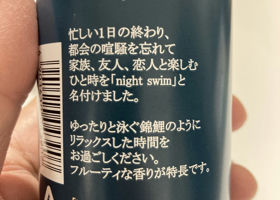 忙しい1日の終わり、
都会の喧騒を忘れて
家族、友人、恋人と楽しむ
ひと時を「night swim」と
名付けました。
ゆったりと泳ぐ錦鯉のように
リラックスした時間を
お過ごしください。
フルーティな香りが特長です。